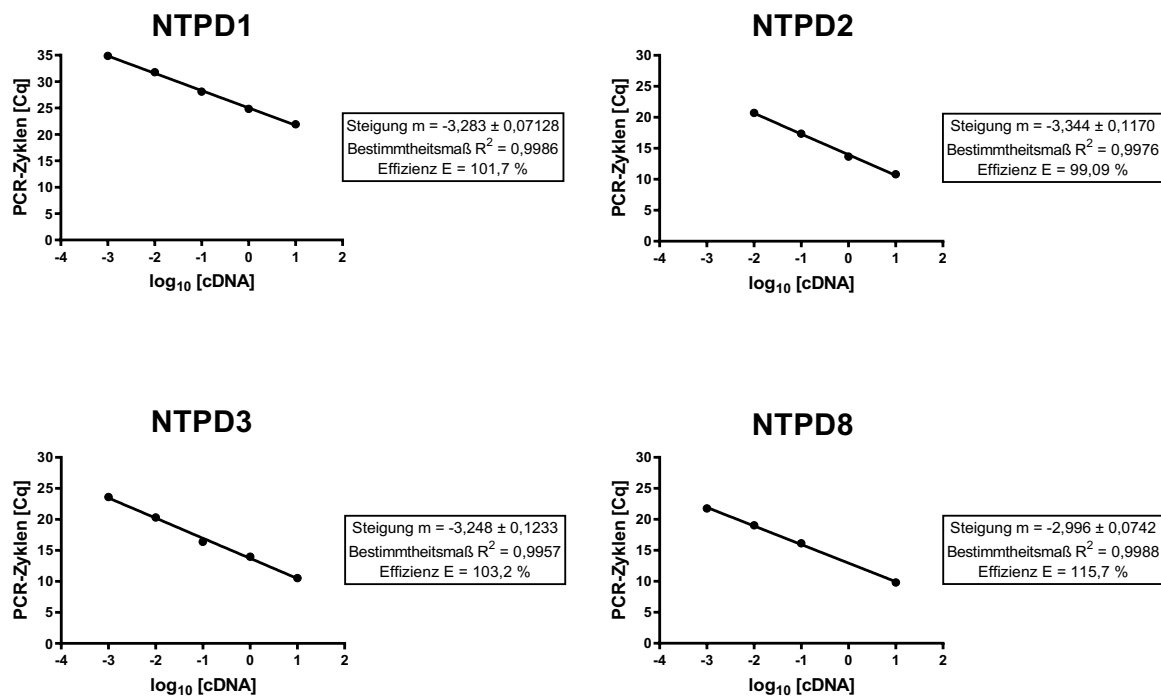 NTPD1
PCR-Zyklen [Cq]
35
30
25
20
15
10
5
0
-4 -3 -2 -1 0 1 2
log10 [cDNA]
Steigung m = -3,283 ± 0,07128
Bestimmtheitsmaß R2 = 0,9986
Effizienz E = 101,7 %
NTPD2
PCR-Zyklen [Cq]
30
25
20
15
10
5
0
-4 -3 -2 -1 0 1 2
log10 [cDNA]
Steigung m = -3,344 ± 0,1170
Bestimmtheitsmaß R2 = 0,9976
Effizienz E = 99,09 %
NTPD3
PCR-Zyklen [Cq]
30
25
20
15
10
5
0
-4 -3 -2 -1 0 1 2
log10 [cDNA]
Steigung m = -3,248 ± 0,1233
Bestimmtheitsmaß R2 = 0,9957
Effizienz E = 103,2 %
NTPD8
PCR-Zyklen [Cq]
30
25
20
15
10
5
0
-4 -3 -2 -1 0 1 2
log10 [cDNA]
Steigung m = -2,996 ± 0,0742
Bestimmtheitsmaß R2 = 0,9988
Effizienz E = 115,7 %